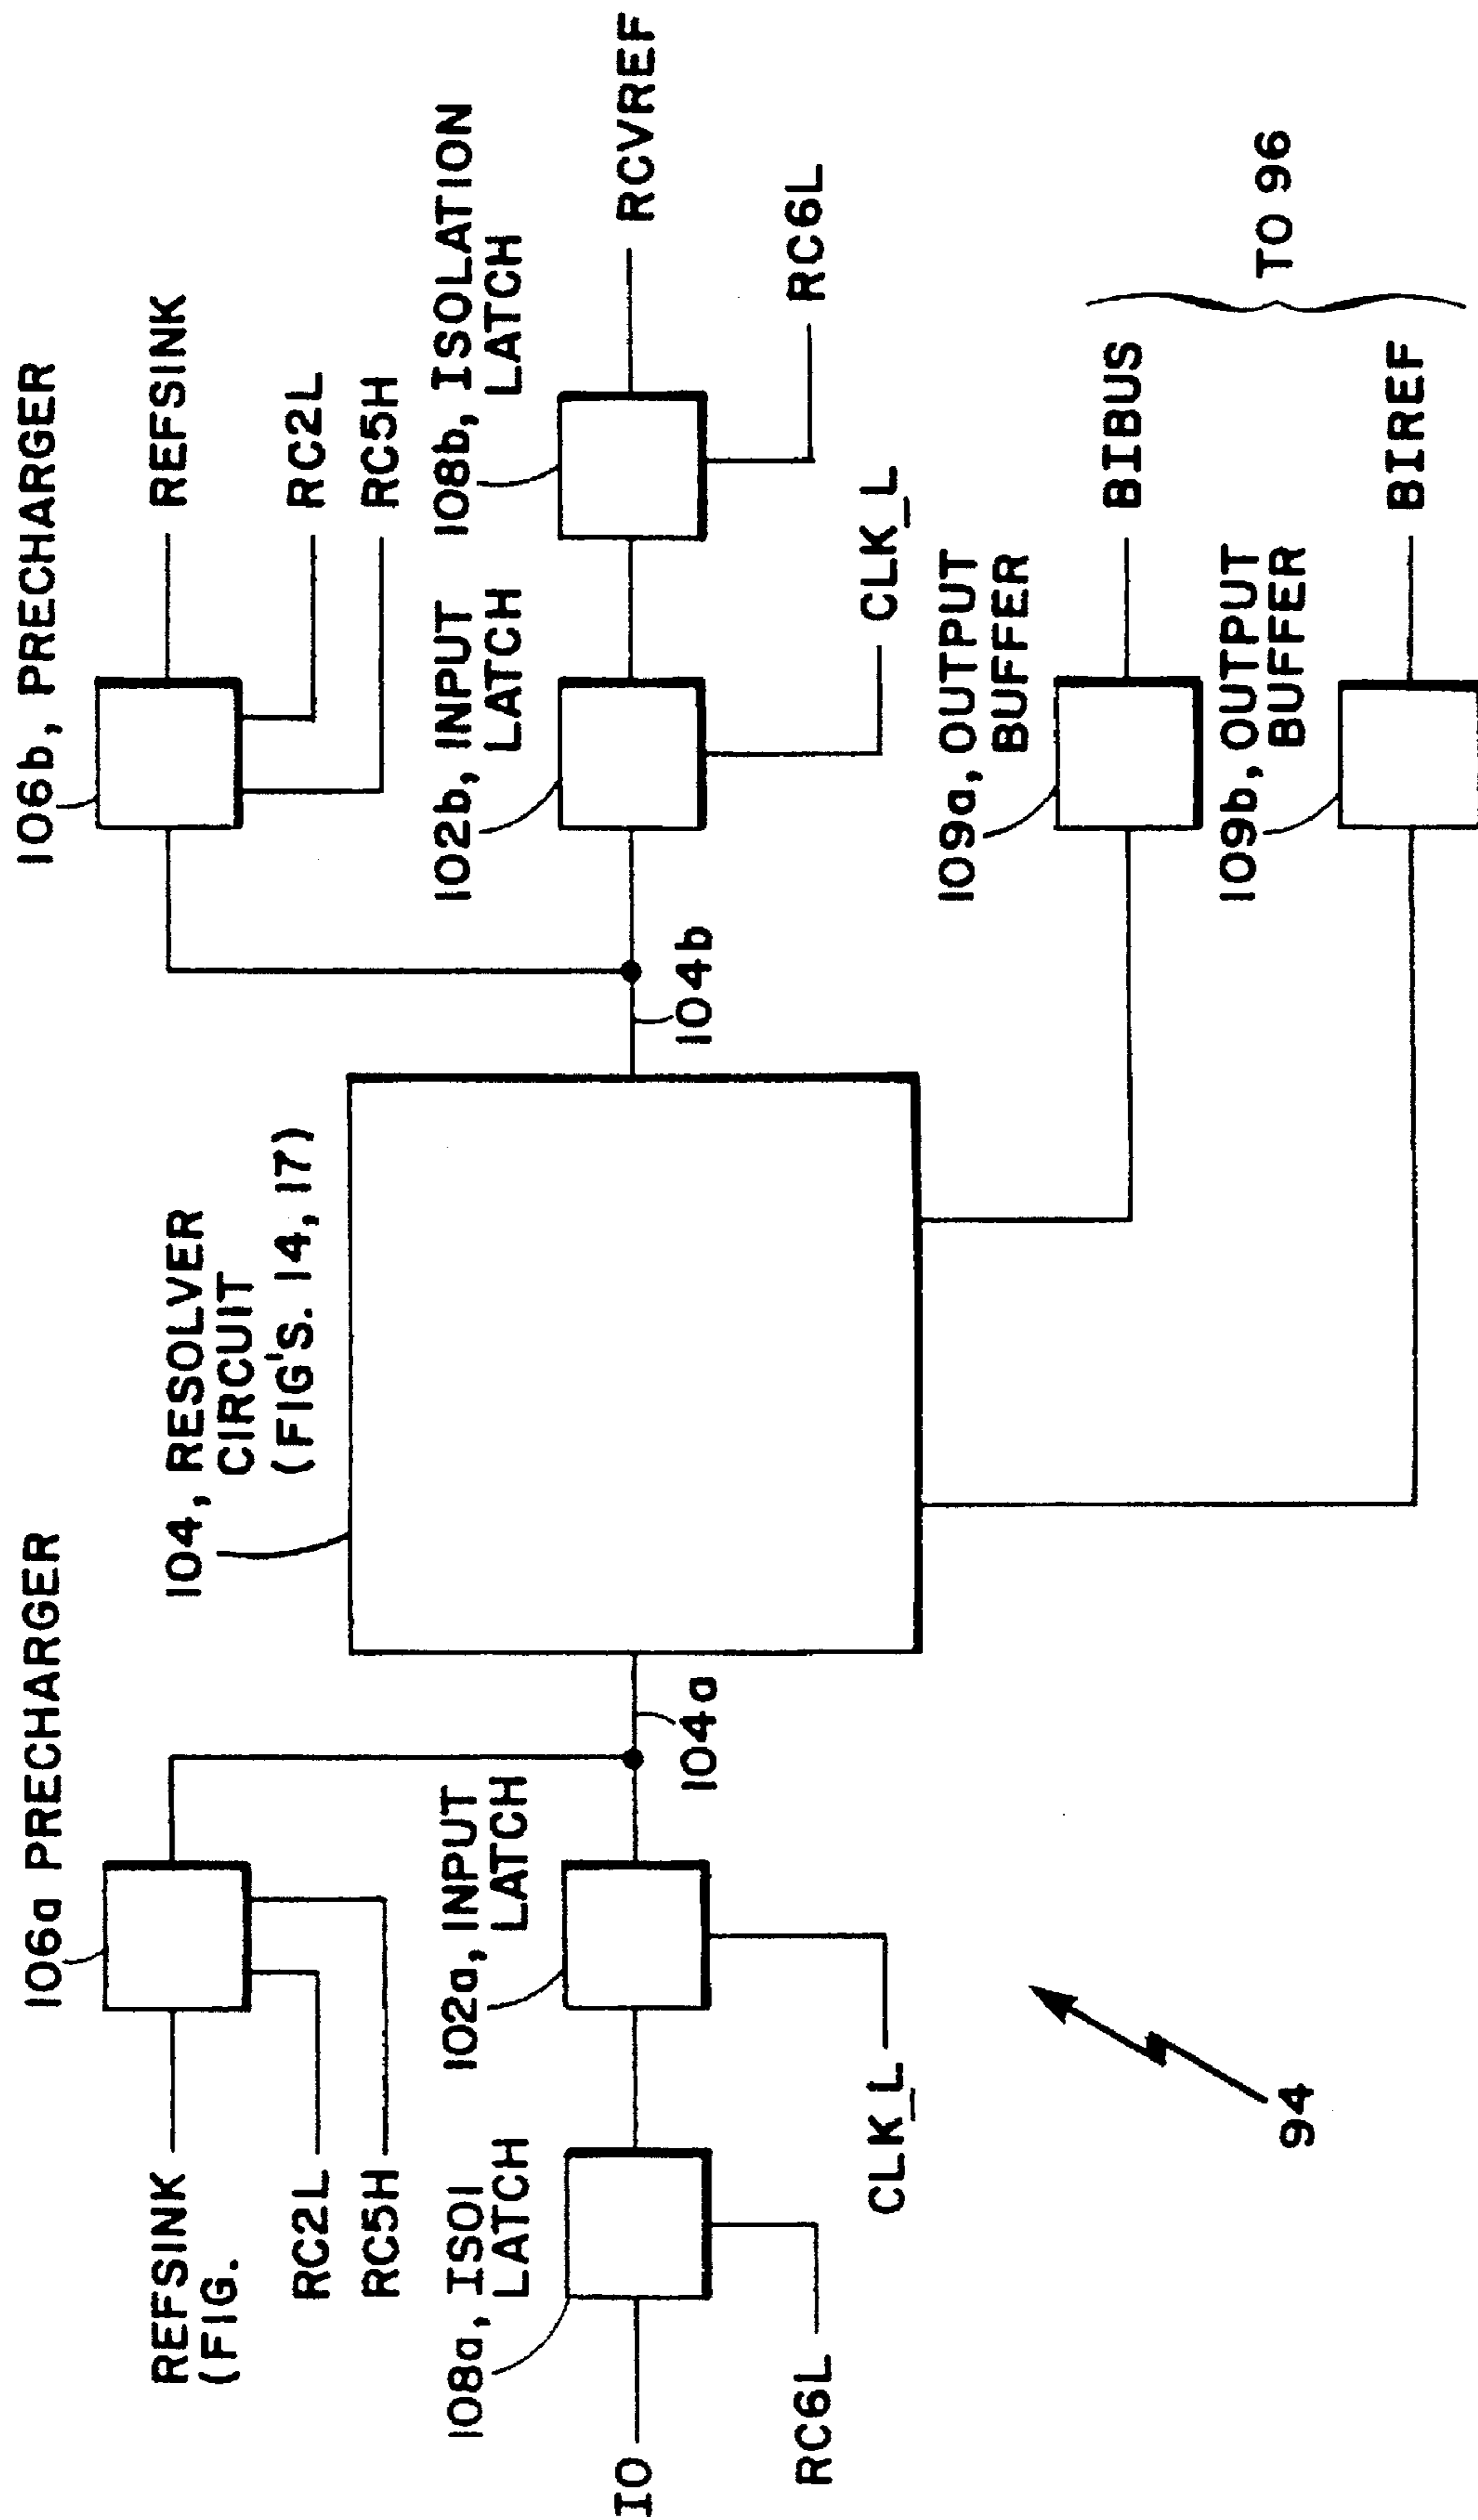 106a PRECHARGER
REFSINK
(FIG.
RC2L
RC5H
108a, ISOl
LATCH
102a, INPUT
LATCH
IO
104a
RC6L
CLK_L
94
104, RESOLVER
CIRCUIT
(FIG'S. 14, 17)
106b, PRECHARGER
REFSINK
RC2L
RC5H
102b, INPUT
LATCH
108b, ISOLATION
LATCH
RCVREF
104b
RC6L
CLK_L
109a, OUTPUT
BUFFER
BIBUS
109b, OUTPUT
BUFFER
BIREF
TO 96